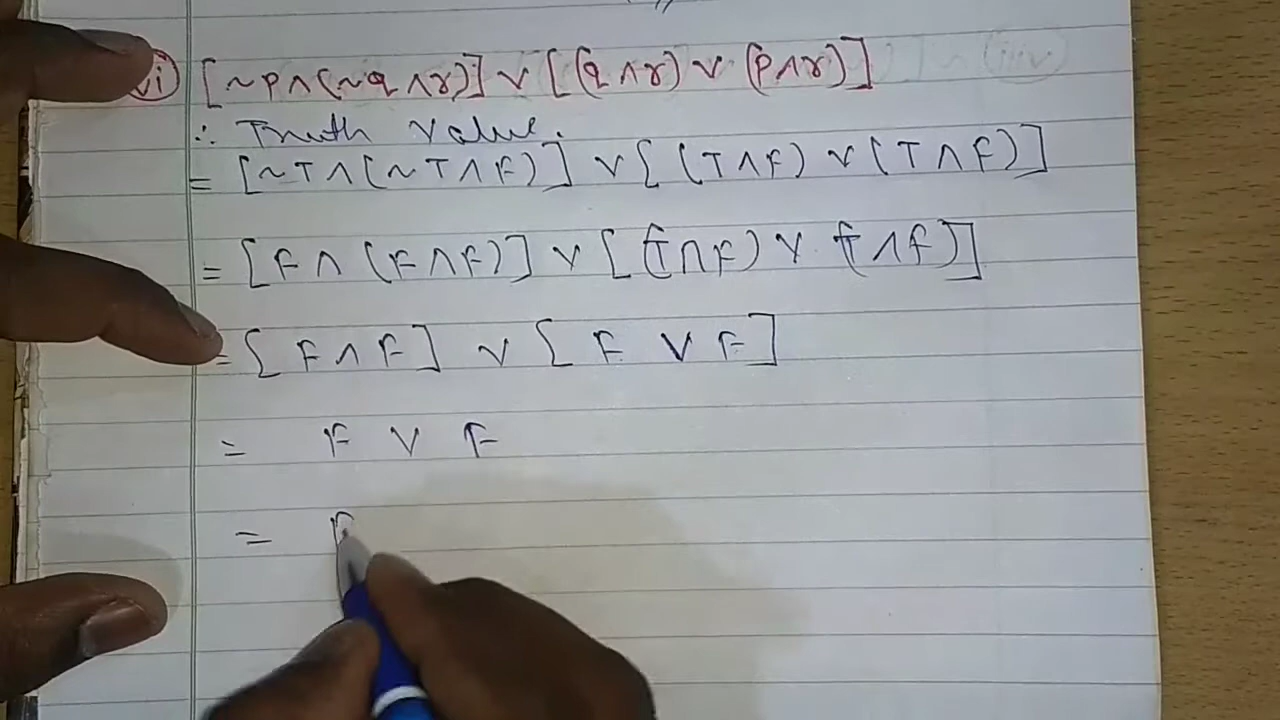 vi) [~p∧(~q∧r)] ∨ [(q∧r) ∨ (p∧r)]
∴ Truth Value.
= [~T∧(~T∧F)] ∨ [(T∧F) ∨ (T∧F)]
= [F∧(F∧F)] ∨ [(T∧F) ∨ (T∧F)]
= [F∧F] ∨ [F ∨ F]
= F ∨ F
=